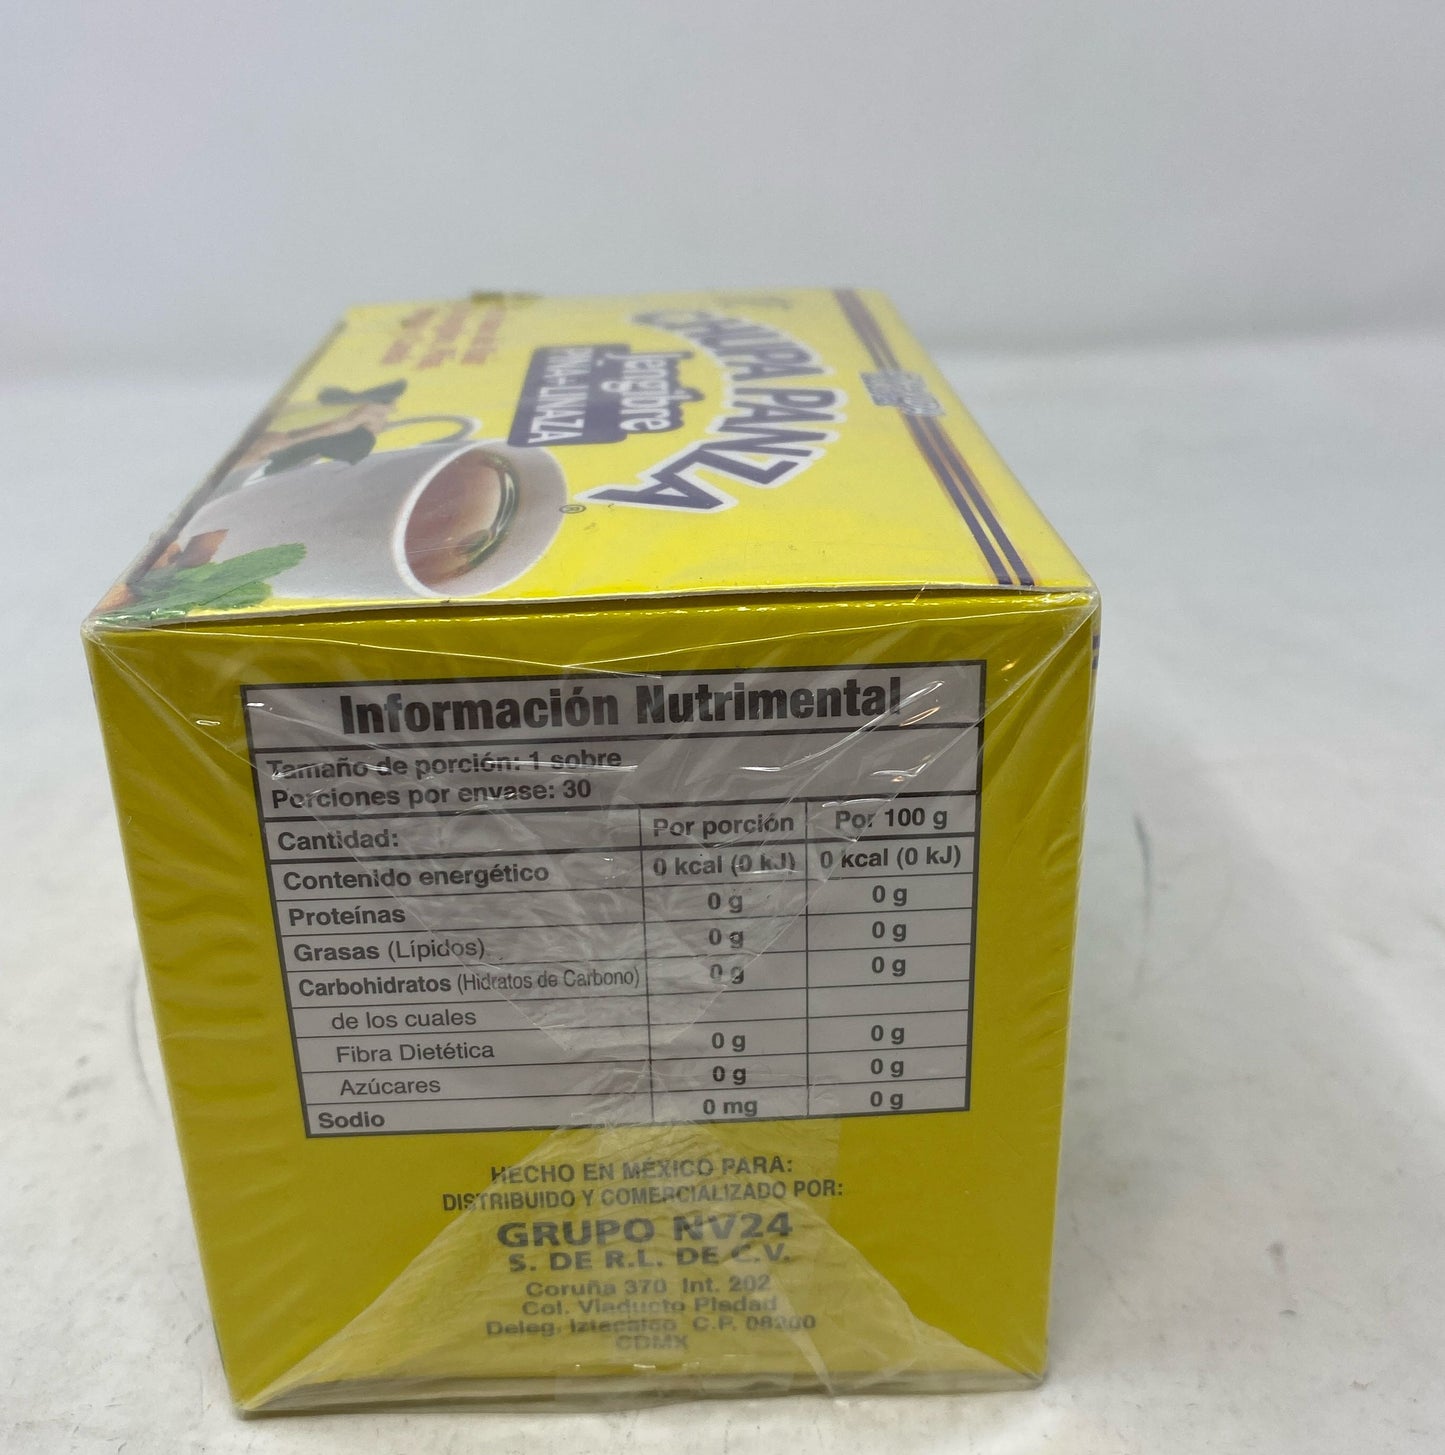 CHUPA PANZA
®
Jengibre
PIÑA-LINAZA
Información Nutrimental
Tamaño de porción: 1 sobre
Porciones por envase: 30
Cantidad: Por porción Por 100 g
Contenido energético 0 kcal (0 kJ) 0 kcal (0 kJ)
Proteínas 0 g 0 g
Grasas (Lípidos) 0 g 0 g
Carbohidratos (Hidratos de Carbono) 0 g 0 g
de los cuales
Fibra Dietética 0 g 0 g
Azúcares 0 g 0 g
Sodio 0 mg 0 g
HECHO EN MÉXICO PARA:
DISTRIBUIDO Y COMERCIALIZADO POR:
GRUPO NV24
S. DE R.L. DE C.V.
Coruña 370 Int. 202
Col. Viaducto Piedad
Deleg. Iztacalco C.P. 08200
CDMX